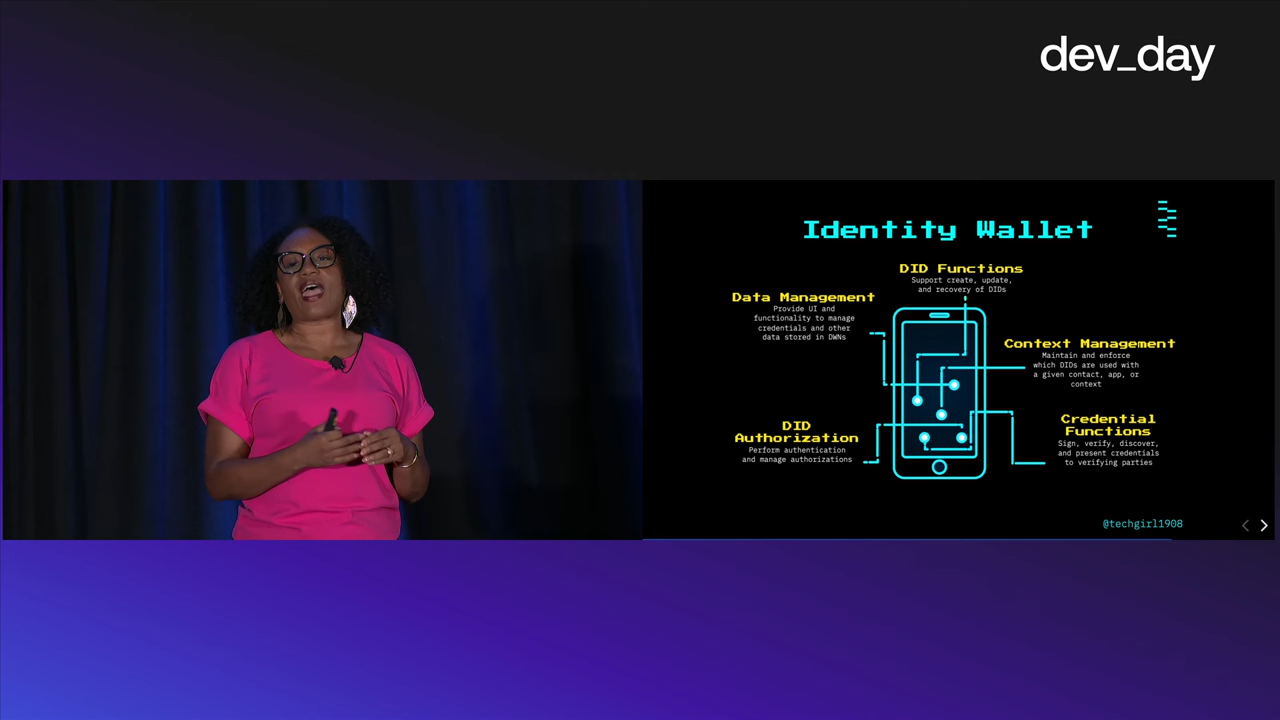 dev_day
Identity Wallet
DID Functions
Support create, update,
and recovery of DIDs
Data Management
Provide UI and
functionality to manage
credentials and other
data stored in DWNs
Context Management
Maintain and enforce
which DIDs are used with
a given contact, app, or
context
DID
Authorization
Perform authentication
and manage authorizations
Credential
Functions
Sign, verify, discover,
and present credentials
to verifying parties
@techgirl1908